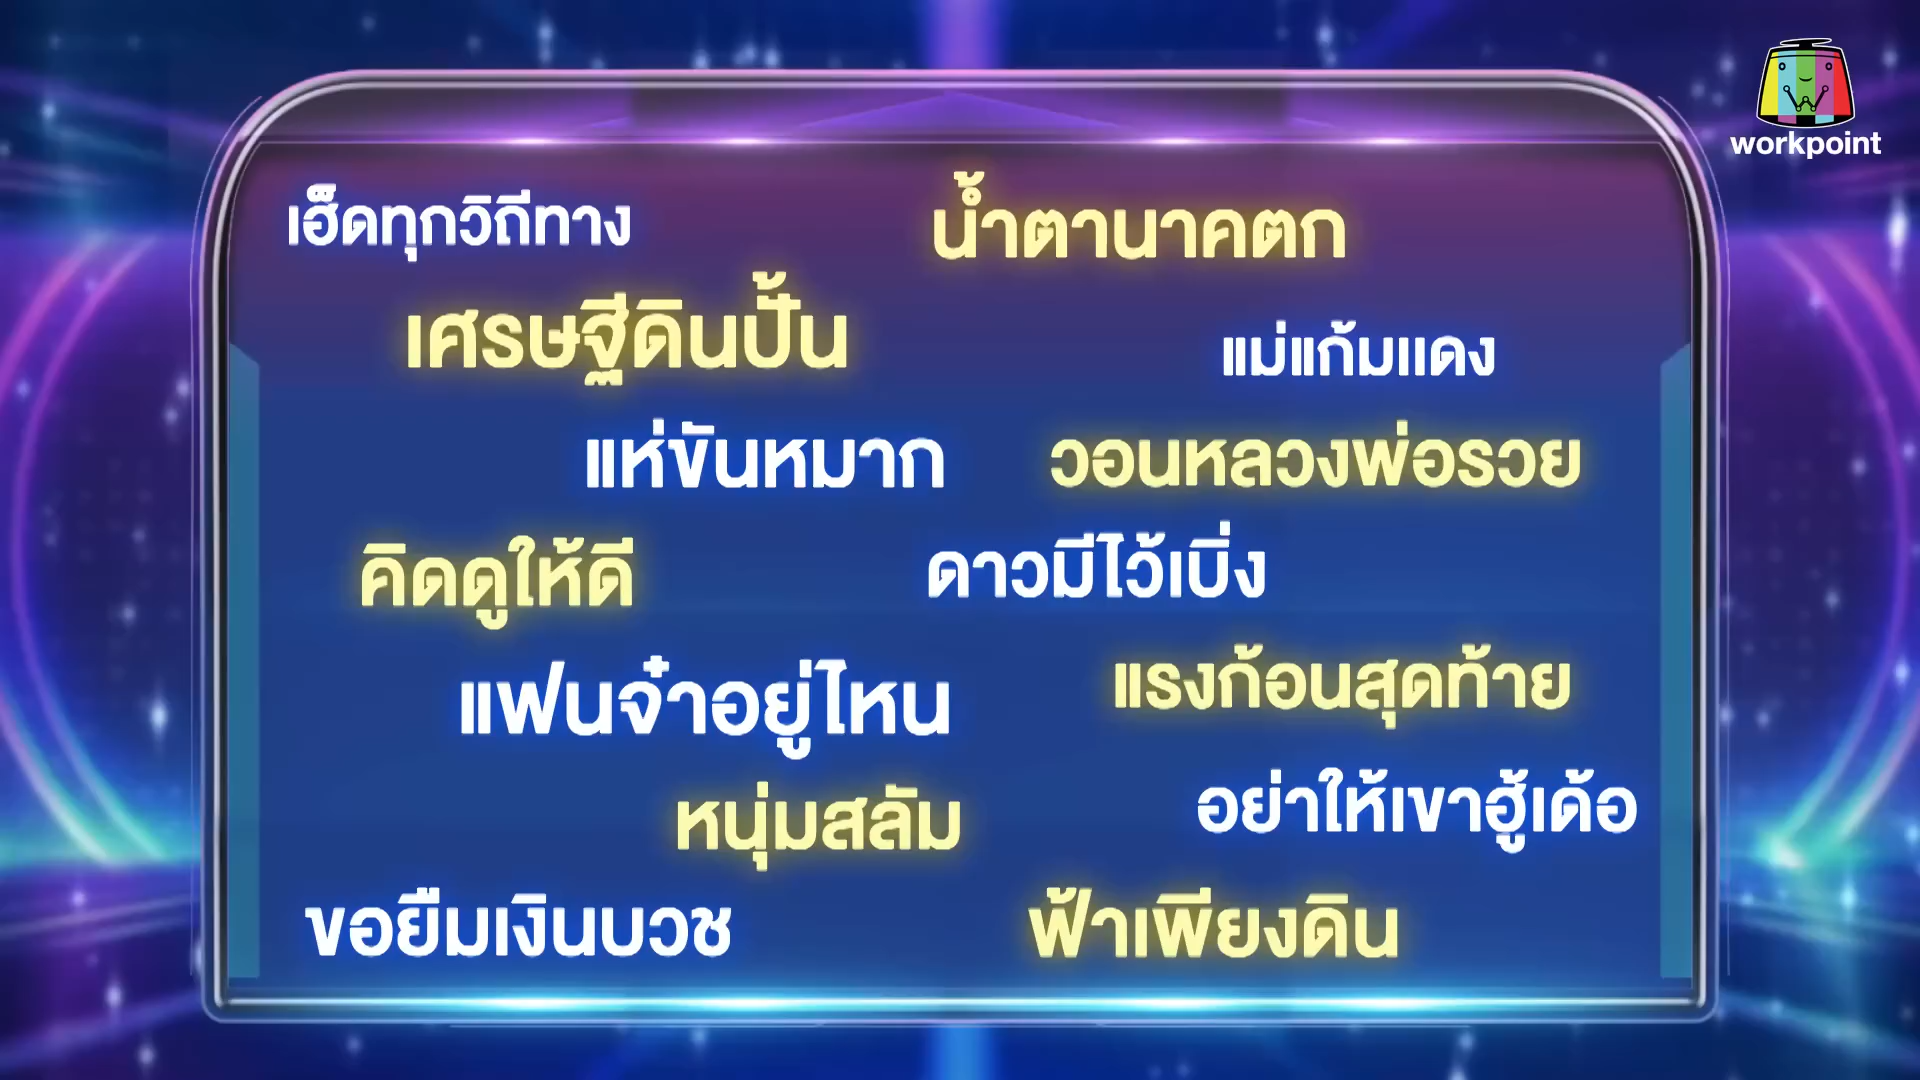 workpoint
เฮ็ดทุกวิถีทาง
น้ำตานาคตก
เศรษฐีดินปั้น
แม่แก้มแดง
แห่ขันหมาก
วอนหลวงพ่อรวย
คิดดูให้ดี
ดาวมีไว้เบิ่ง
แฟนจ๋าอยู่ไหน
แรงก้อนสุดท้าย
หนุ่มสลัม
อย่าให้เขาฮู้เด้อ
ขอยืมเงินบวช
ฟ้าเพียงดิน